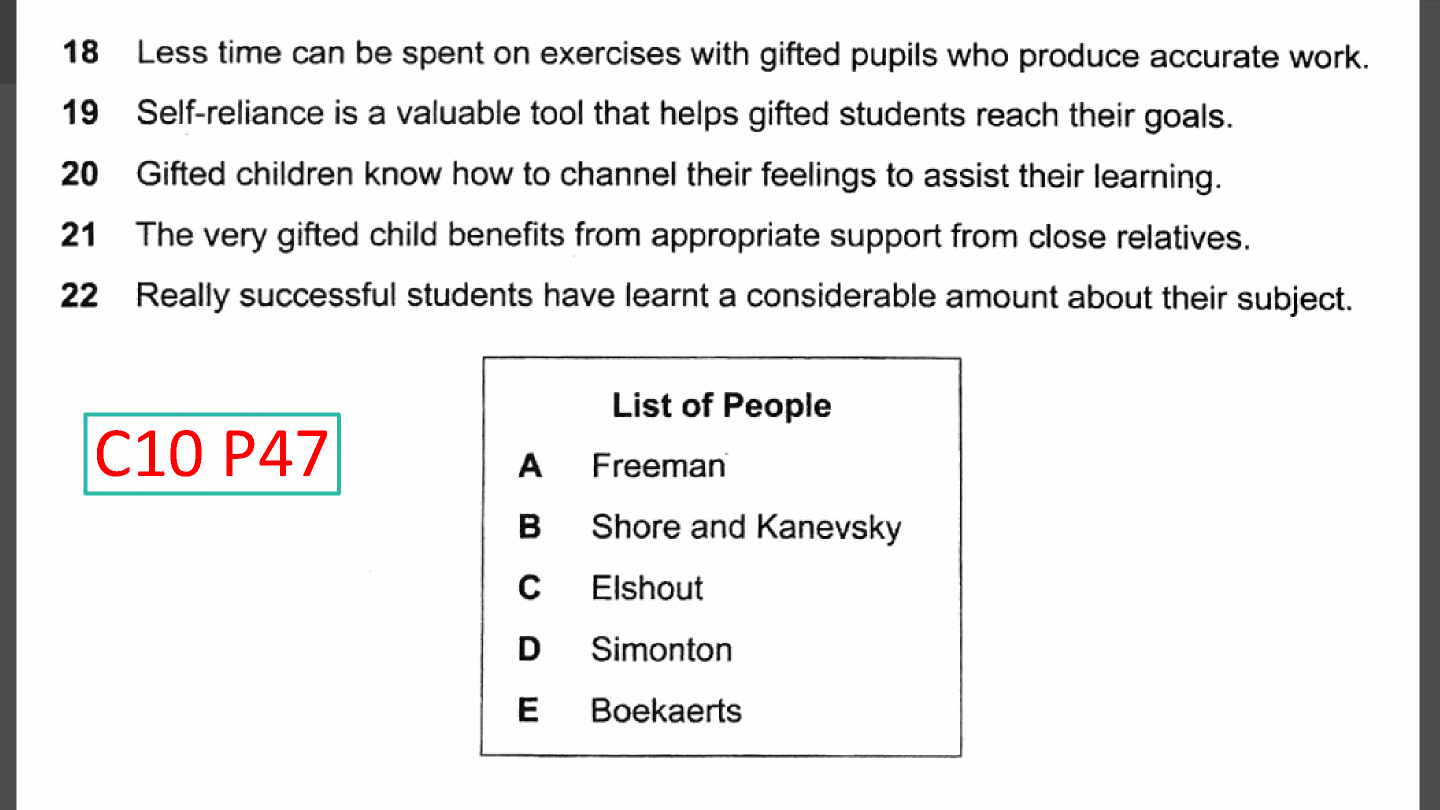 18 Less time can be spent on exercises with gifted pupils who produce accurate work.
19 Self-reliance is a valuable tool that helps gifted students reach their goals.
20 Gifted children know how to channel their feelings to assist their learning.
21 The very gifted child benefits from appropriate support from close relatives.
22 Really successful students have learnt a considerable amount about their subject.
C10 P47
List of People
A Freeman
B Shore and Kanevsky
C Elshout
D Simonton
E Boekaerts